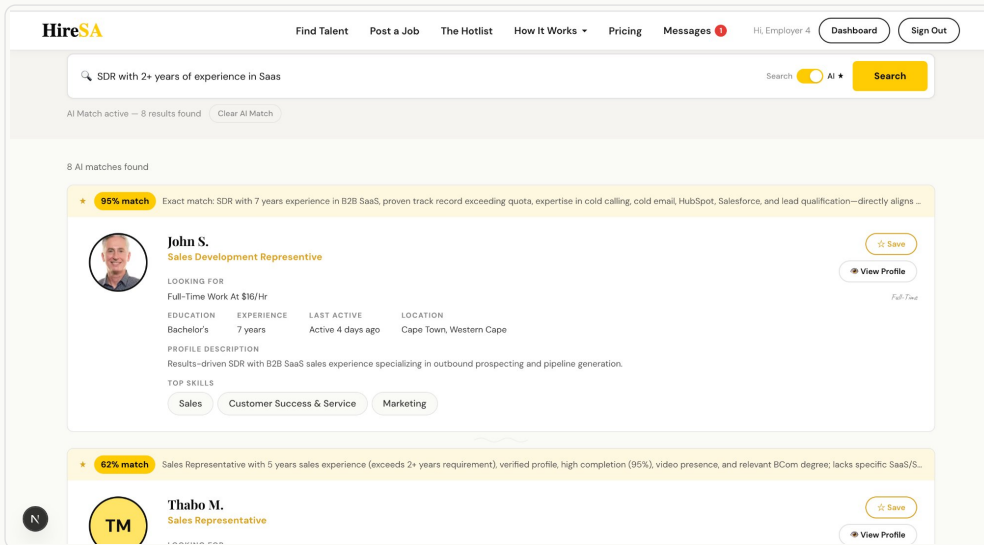 HireSA
Find Talent
Post a Job
The Hotlist
How It Works
Pricing
Messages 1
Hi, Employer 4
Dashboard
Sign Out
SDR with 2+ years of experience in Saas
Search
AI ★
Search
AI Match active — 8 results found
Clear AI Match
8 AI matches found
★ 95% match Exact match: SDR with 7 years experience in B2B SaaS, proven track record exceeding quota, expertise in cold calling, cold email, HubSpot, Salesforce, and lead qualification—directly aligns ...
John S.
Sales Development Representive
☆ Save
View Profile
Full-Time
LOOKING FOR
Full-Time Work At $16/Hr
EDUCATION EXPERIENCE LAST ACTIVE LOCATION
Bachelor's 7 years Active 4 days ago Cape Town, Western Cape
PROFILE DESCRIPTION
Results-driven SDR with B2B SaaS sales experience specializing in outbound prospecting and pipeline generation.
TOP SKILLS
Sales Customer Success & Service Marketing
★ 62% match Sales Representative with 5 years sales experience (exceeds 2+ years requirement), verified profile, high completion (95%), video presence, and relevant BCom degree; lacks specific SaaS/S...
TM
Thabo M.
Sales Representative
☆ Save
View Profile
LOOKING FOR
N